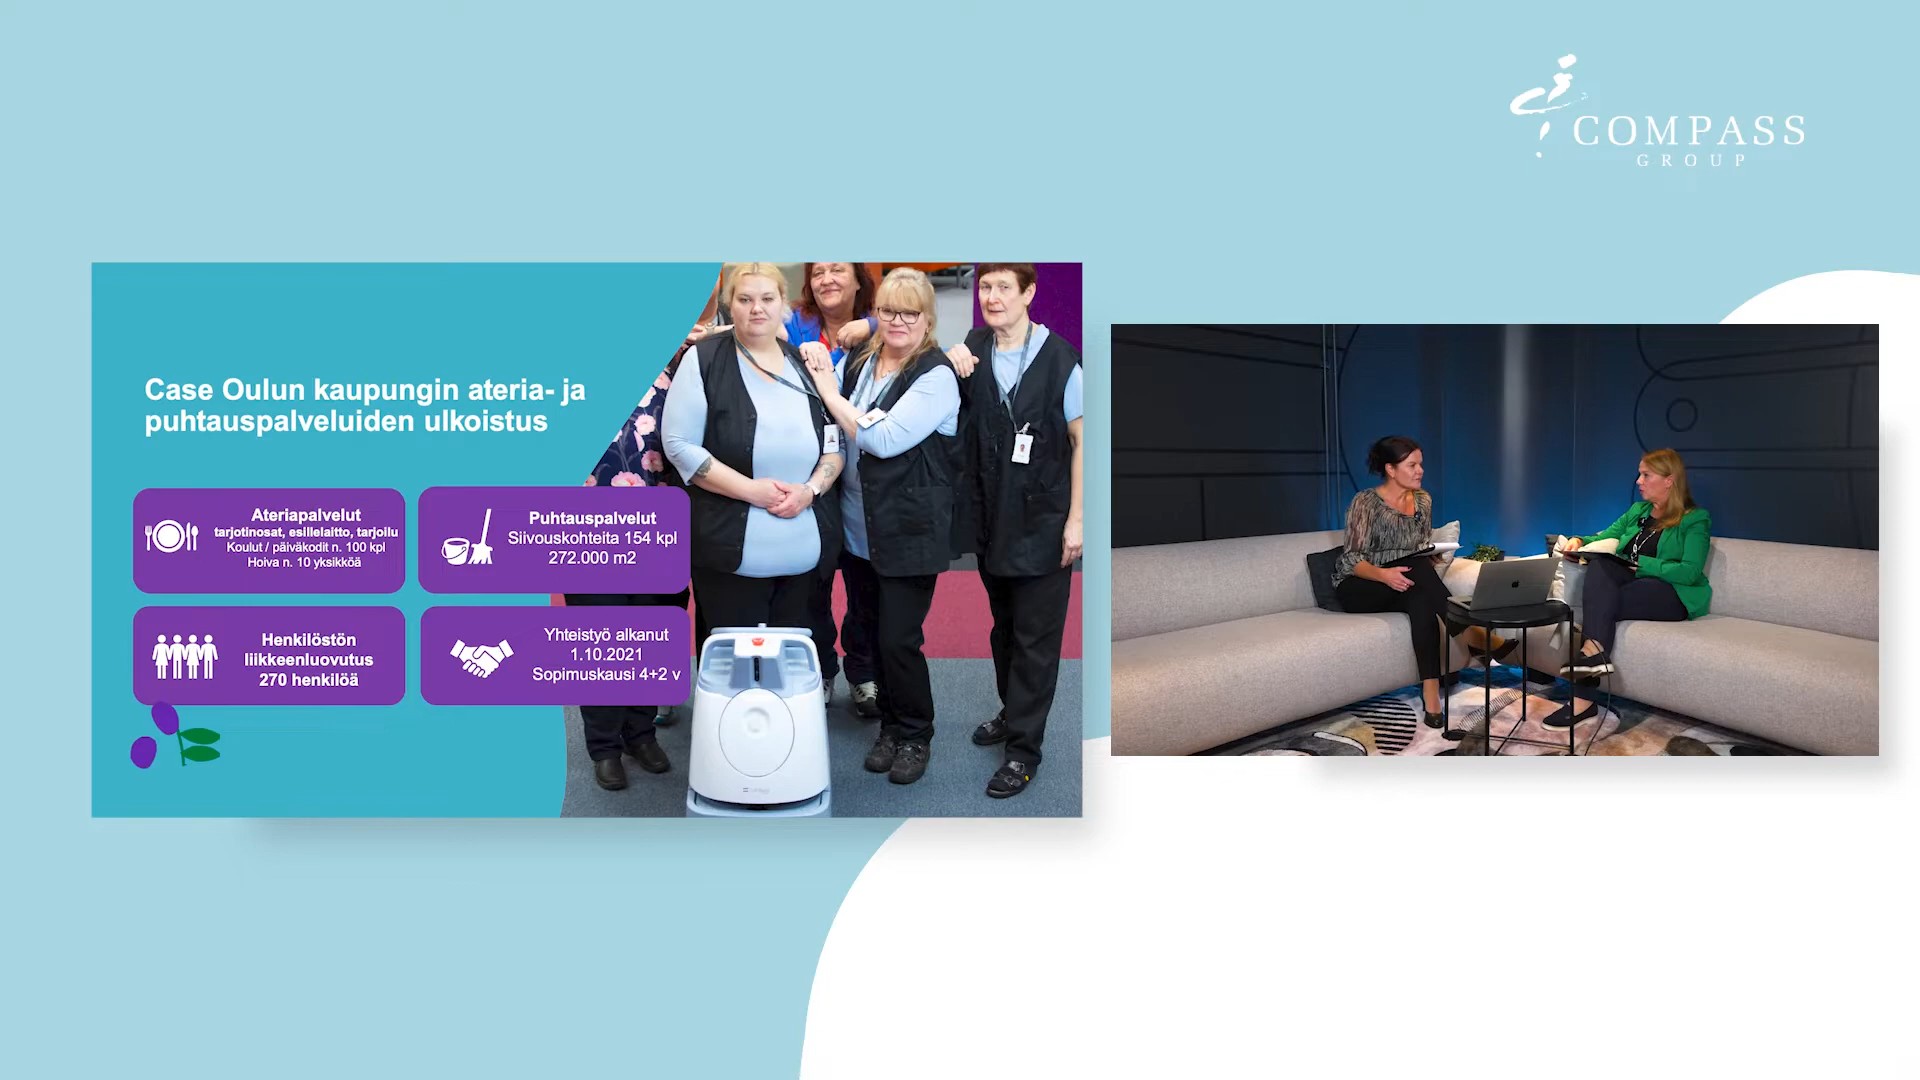 COMPASS
GROUP
Case Oulun kaupungin ateria- ja
puhtauspalveluiden ulkoistus
Ateriapalvelut
tarjotinosat, esillelaitto, tarjoilu
Koulut / päiväkodit n. 100 kpl
Hoiva n. 10 yksikköä
Puhtauspalvelut
Siivouskohteita 154 kpl
272.000 m2
Henkilöstön
liikkeenluovutus
270 henkilöä
Yhteistyö alkanut
1.10.2021
Sopimuskausi 4+2 v